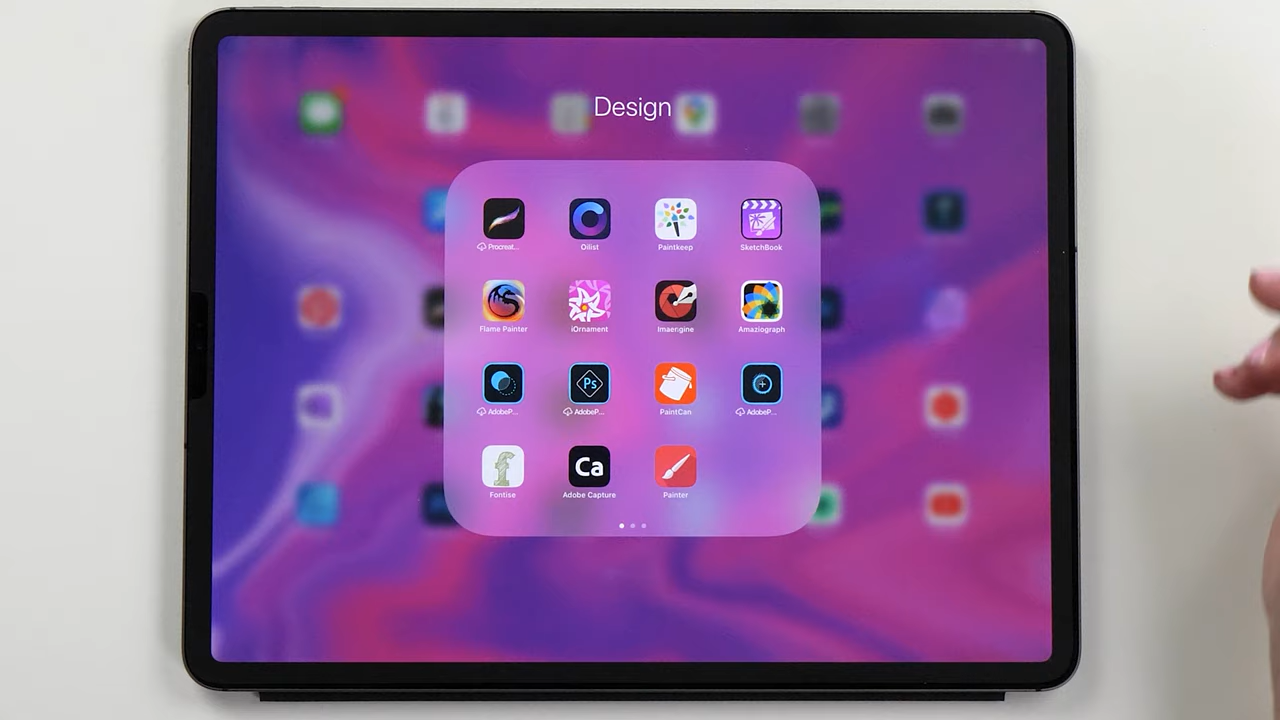 Design
Procreat... Oilist Paintkeep SketchBook
Flame Painter iOrnament Imaengine Amaziograph
Ps
AdobeP... AdobeP... PaintCan AdobeP...
Ca
Fontise Adobe Capture Painter